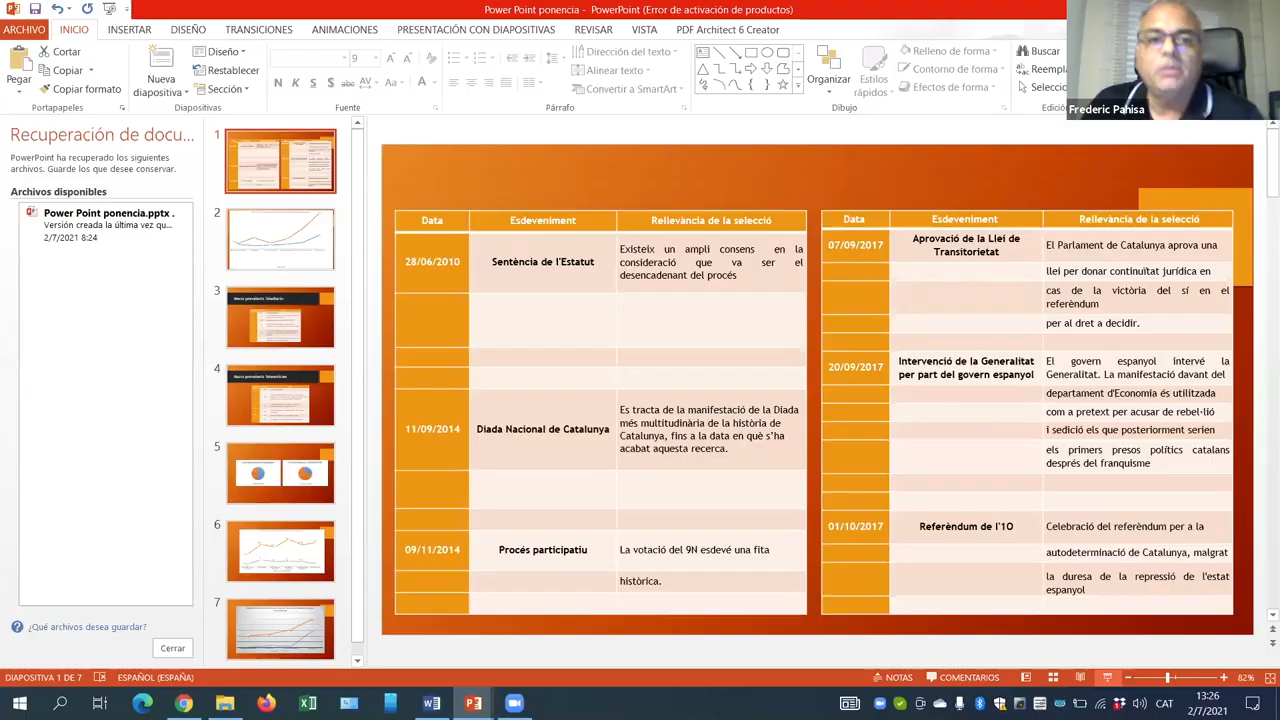 Power Point ponencia - PowerPoint (Error de activación de productos)
ARCHIVO INICIO INSERTAR DISEÑO TRANSICIONES ANIMACIONES PRESENTACIÓN CON DIAPOSITIVAS REVISAR VISTA PDF Architect 6 Creator
Pegar
Cortar
Copiar
Copiar formato
Portapapeles
Nueva
diapositiva
Diseño
Restablecer
Sección
Diapositivas
9
N K S S abc AV Aa A
Fuente
Dirección del texto
Alinear texto
Convertir a SmartArt
Párrafo
Organizar
Estilos
rápidos
Relleno de forma
Contorno de forma
Efectos de forma
Dibujo
Buscar
Reempla
Selecció
Edició
Frederic Pahisa
Recuperación de docu...
PowerPoint ha recuperado los siguientes
archivos. Guarde los que desee conservar.
Archivos disponibles
Power Point ponencia.pptx .
Versión creada la última vez qu...
2/7/2021 8:24
¿Qué archivos desea guardar?
Cerrar
1
2
3
4
5
6
7
Data Esdeveniment Rellevància de la selecció
28/06/2010 Sentència de l'Estatut
Existeix un ampli consens en la
consideració que va ser el
desencadenant del procés
11/09/2014 Diada Nacional de Catalunya
Es tracta de la manifestació de la Diada
més multitudinària de la història de
Catalunya, fins a la data en què s'ha
acabat aquesta recerca.
09/11/2014 Procés participatiu La votació del 9N esdevé una fita
històrica.
Data Esdeveniment Rellevància de la selecció
07/09/2017 Aprovació de la Llei de
Transitorietat
El Parlament de Catalunya aprova una
llei per donar continuïtat jurídica en
cas de la victòria del sí en el
referèndum
per al dret a decidir.
20/09/2017 Intervenció de la Generalitat
per part del govern espanyol
El govern espanyol intervé la
Generalitat. La manifestació davant del
departament d'Economia és utilitzada
com a pretext per acusar de rebel·lió
i sedició els que posteriorment serien
els primers presos polítics catalans
després del franquisme
01/10/2017 Referèndum de l'1O Celebració del referèndum per a la
autodeterminació de Catalunya, malgrat
la duresa de la repressió de l'estat
espanyol
DIAPOSITIVA 1 DE 7 ESPAÑOL (ESPAÑA) NOTAS COMENTARIOS 82%
CAT
13:26
2/7/2021